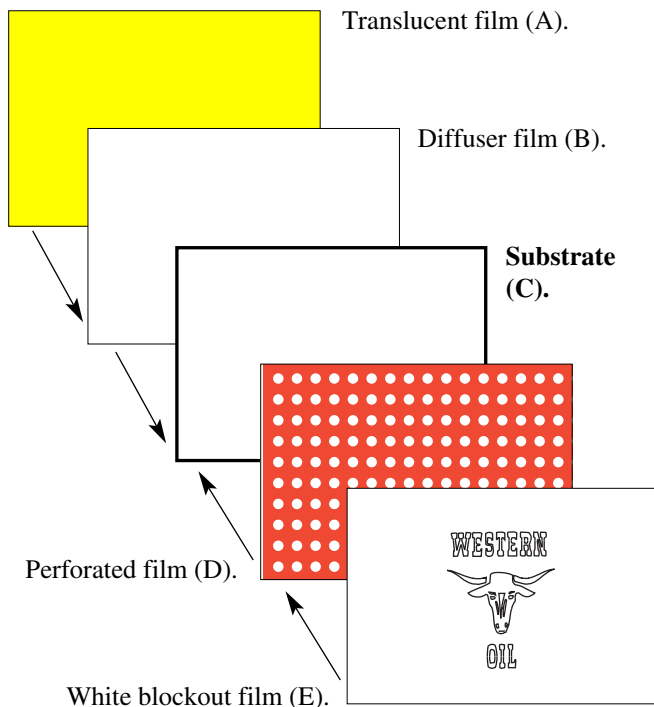 Translucent film (A).
Diffuser film (B).
Substrate
(C).
WESTERN
OIL
Perforated film (D).
White blockout film (E).